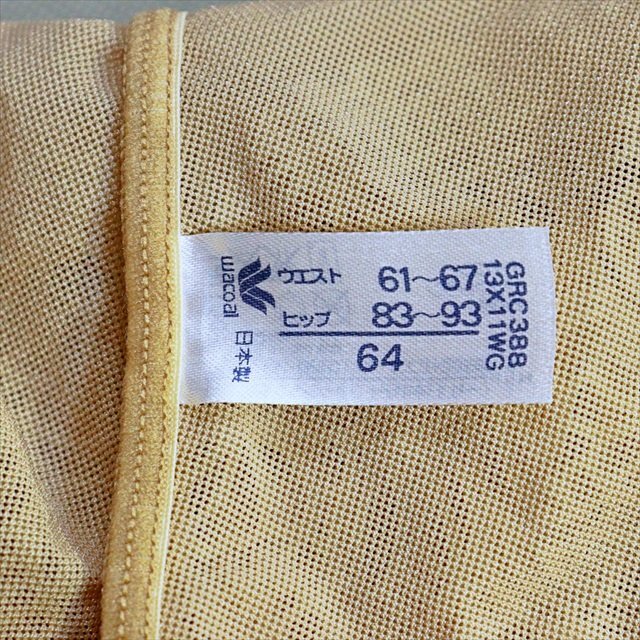 wacoal
日本製
ウエスト 61～67
ヒップ 83～93
64
GRC388
13X11WG